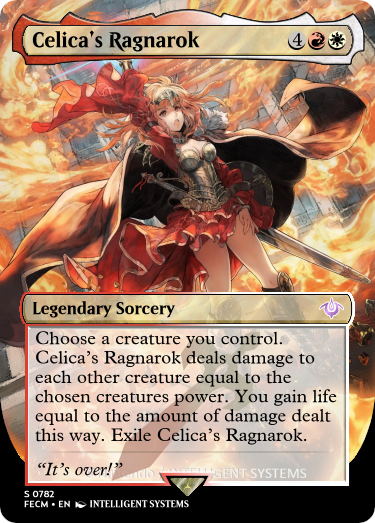 Celica's Ragnarok 4
Legendary Sorcery
Choose a creature you control.
Celica's Ragnarok deals damage to
each other creature equal to the
chosen creatures power. You gain life
equal to the amount of damage dealt
this way. Exile Celica's Ragnarok.
"It's over!"
INTELLIGENT SYSTEMS
S 0782
FECM • EN INTELLIGENT SYSTEMS